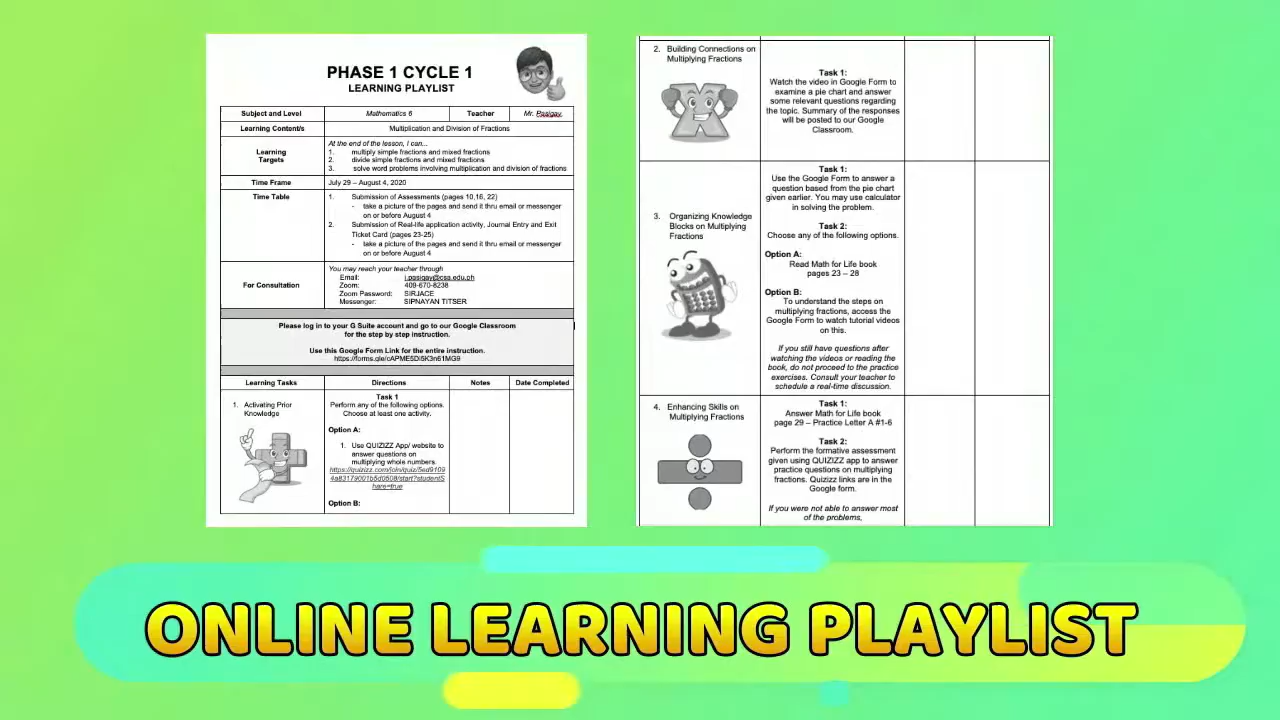 PHASE 1 CYCLE 1
LEARNING PLAYLIST
Subject and Level Mathematics 6 Teacher Mr. Pasigay
Learning Content/s Multiplication and Division of Fractions
Learning
Targets
At the end of the lesson, I can...
1. multiply simple fractions and mixed fractions
2. divide simple fractions and mixed fractions
3. solve word problems involving multiplication and division of fractions
Time Frame July 29 – August 4, 2020
Time Table
1. Submission of Assessments (pages 10,16, 22)
- take a picture of the pages and send it thru email or messenger
on or before August 4
2. Submission of Real-life application activity, Journal Entry and Exit
Ticket Card (pages 23-25)
- take a picture of the pages and send it thru email or messenger
on or before August 4
For Consultation
You may reach your teacher through
Email: j.pasigay@csa.edu.ph
Zoom: 409-670-8238
Zoom Password: SIRJACE
Messenger: SIPNAYAN TITSER
Please log in to your G Suite account and go to our Google Classroom
for the step by step instruction.
Use this Google Form Link for the entire instruction.
Learning Tasks Directions Notes Date Completed
1. Activating Prior
Knowledge
Task 1
Perform any of the following options.
Choose at least one activity.
Option A:
1. Use QUIZIZZ App/ website to
answer questions on
multiplying whole numbers.
Option B:
2. Building Connections on
Multiplying Fractions
Task 1:
Watch the video in Google Form to
examine a pie chart and answer
some relevant questions regarding
the topic. Summary of the responses
will be posted to our Google
Classroom.
3. Organizing Knowledge
Blocks on Multiplying
Fractions
Task 1:
Use the Google Form to answer a
question based from the pie chart
given earlier. You may use calculator
in solving the problem.
Task 2:
Choose any of the following options.
Option A:
Read Math for Life book
pages 23 – 28
Option B:
To understand the steps on
multiplying fractions, access the
Google Form to watch tutorial videos
on this.
If you still have questions after
watching the videos or reading the
book, do not proceed to the practice
exercises. Consult your teacher to
schedule a real-time discussion.
4. Enhancing Skills on
Multiplying Fractions
Task 1:
Answer Math for Life book
page 29 – Practice Letter A #1-6
Task 2:
Perform the formative assessment
given using QUIZIZZ app to answer
practice questions on multiplying
fractions. Quizizz links are in the
Google form.
If you were not able to answer most
of the problems,
ONLINE LEARNING PLAYLIST